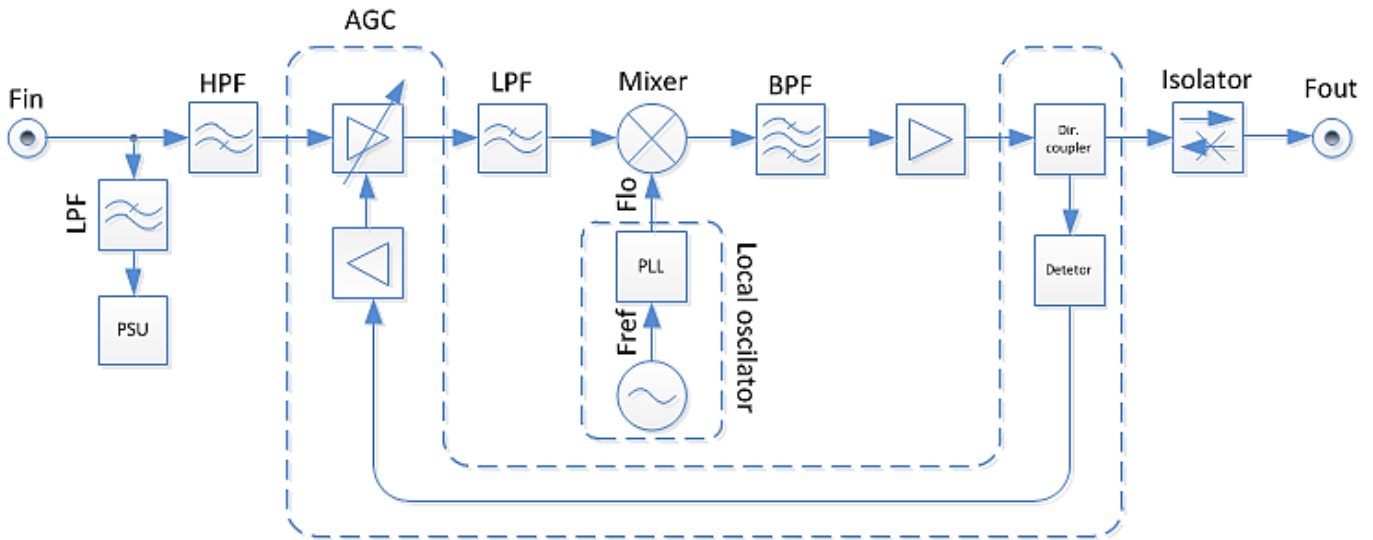 AGC
Fin
HPF
LPF
Mixer
BPF
Isolator
Fout
Dir.
coupler
LPF
Flo
PLL
Detetor
PSU
Fref
Local oscilator